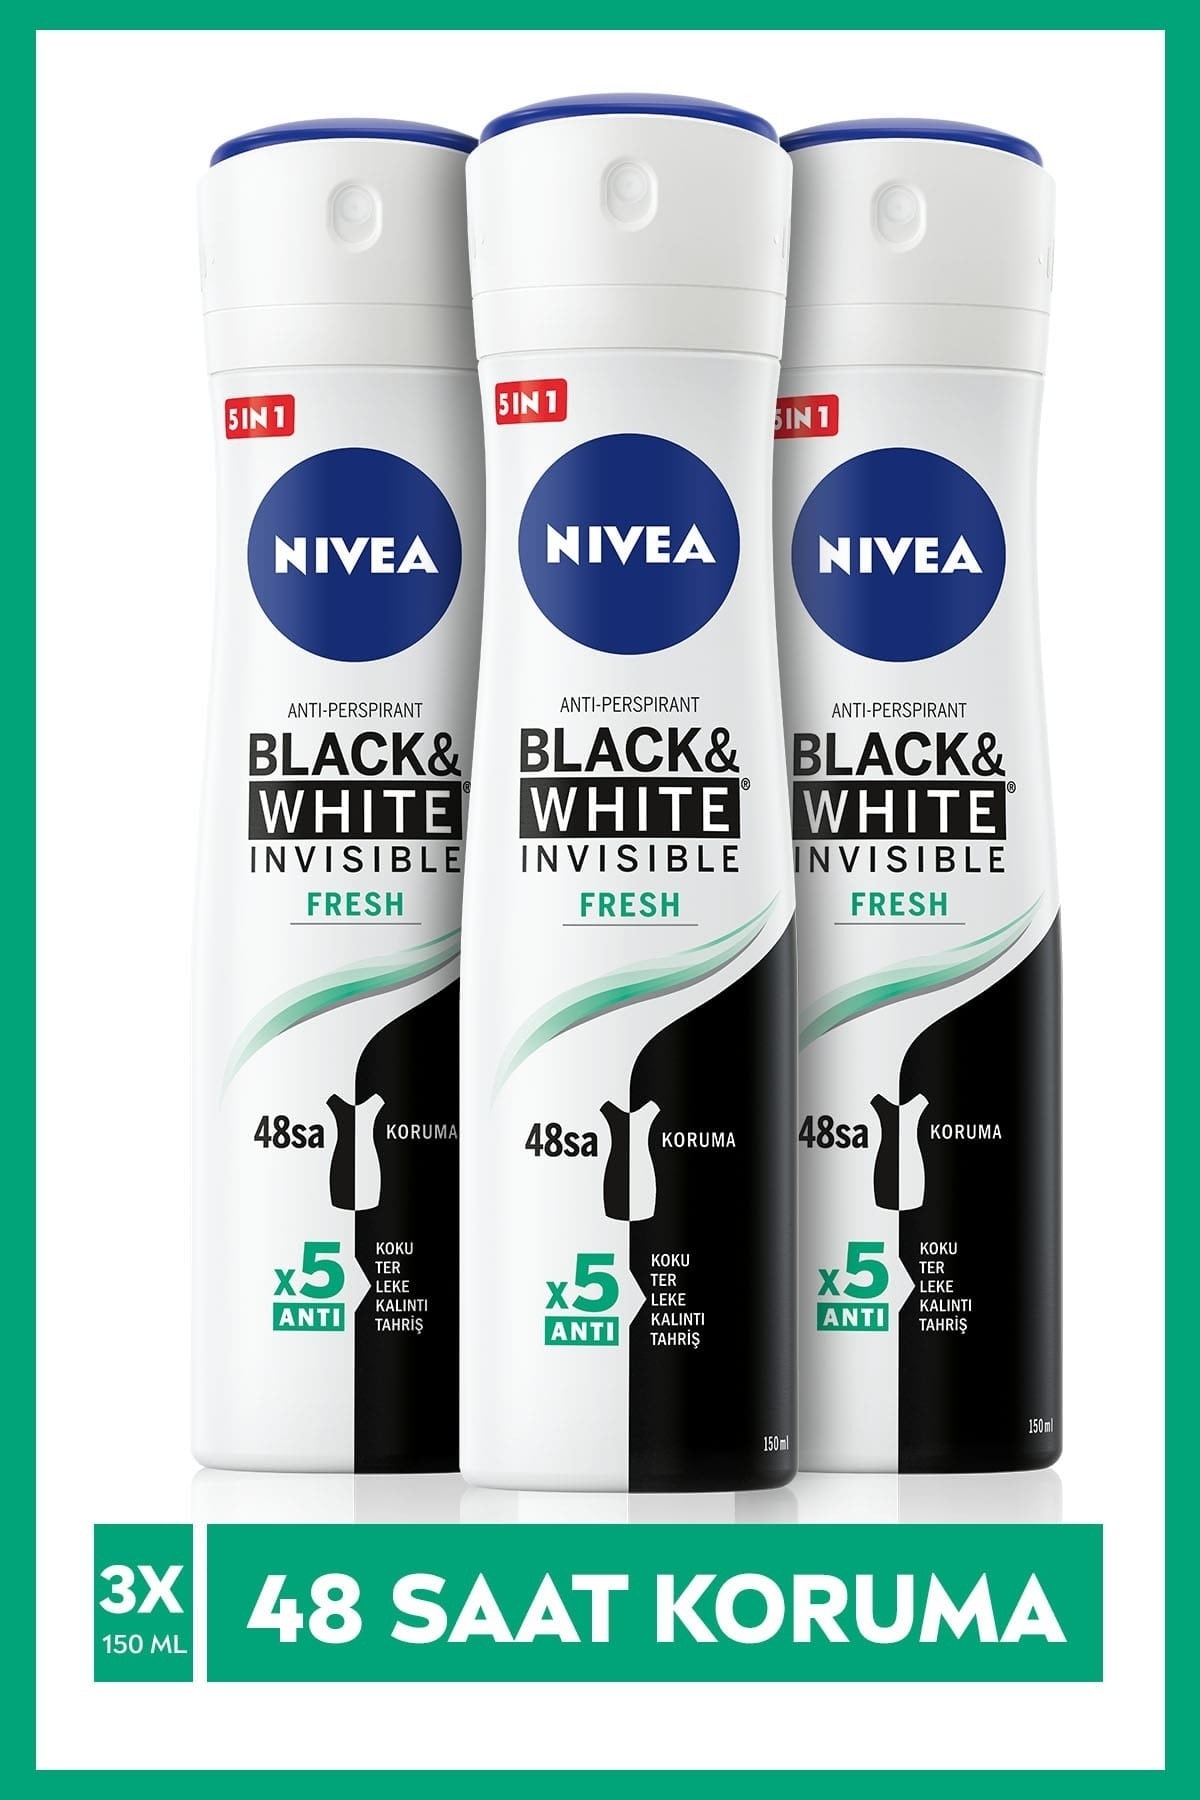 5 IN 1
NIVEA
ANTI-PERSPIRANT
BLACK&
WHITE®
INVISIBLE
FRESH
48sa KORUMA
x5
ANTI
KOKU
TER
LEKE
KALINTI
TAHRİŞ
5 IN 1
NIVEA
ANTI-PERSPIRANT
BLACK&
WHITE®
INVISIBLE
FRESH
48sa KORUMA
x5
ANTI
KOKU
TER
LEKE
KALINTI
TAHRİŞ
150 ml
5 IN 1
NIVEA
ANTI-PERSPIRANT
BLACK&
WHITE®
INVISIBLE
FRESH
48sa KORUMA
x5
ANTI
KOKU
TER
LEKE
KALINTI
TAHRİŞ
150 ml
3X
150 ML
48 SAAT KORUMA